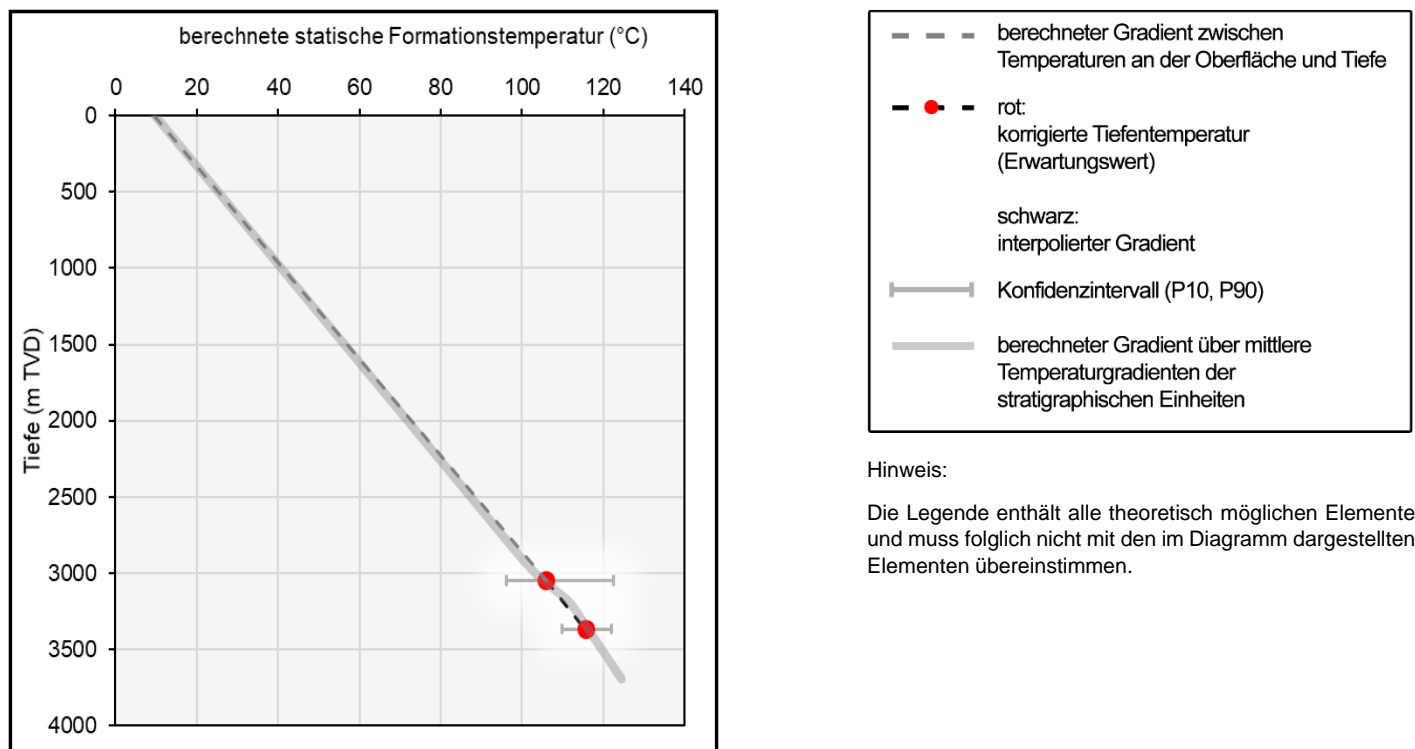 berechnete statische Formationstemperatur (°C)
0 20 40 60 80 100 120 140
0
500
1000
1500
2000
2500
3000
3500
4000
Tiefe (m TVD)
berechneter Gradient zwischen
Temperaturen an der Oberfläche und Tiefe
rot:
korrigierte Tiefentemperatur
(Erwartungswert)
schwarz:
interpolierter Gradient
Konfidenzintervall (P10, P90)
berechneter Gradient über mittlere
Temperaturgradienten der
stratigraphischen Einheiten
Hinweis:
Die Legende enthält alle theoretisch möglichen Elemente
und muss folglich nicht mit den im Diagramm dargestellten
Elementen übereinstimmen.